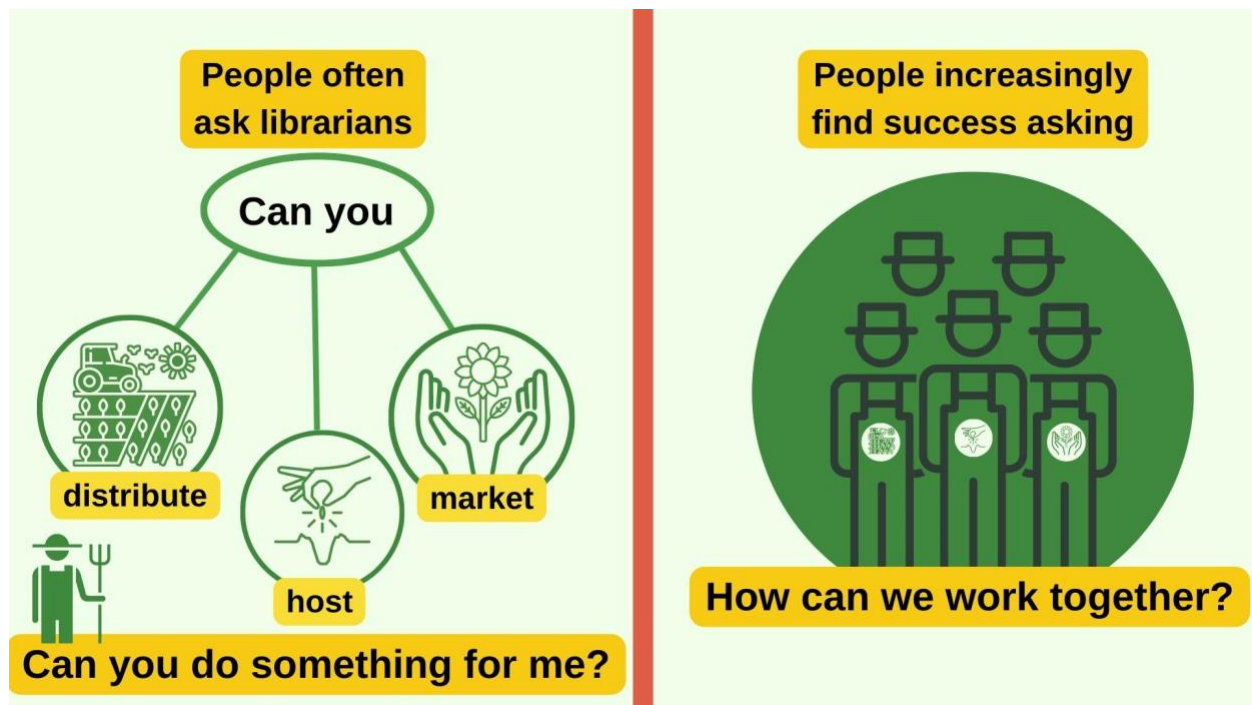 People often
ask librarians
Can you
distribute
host
market
Can you do something for me?
People increasingly
find success asking
How can we work together?